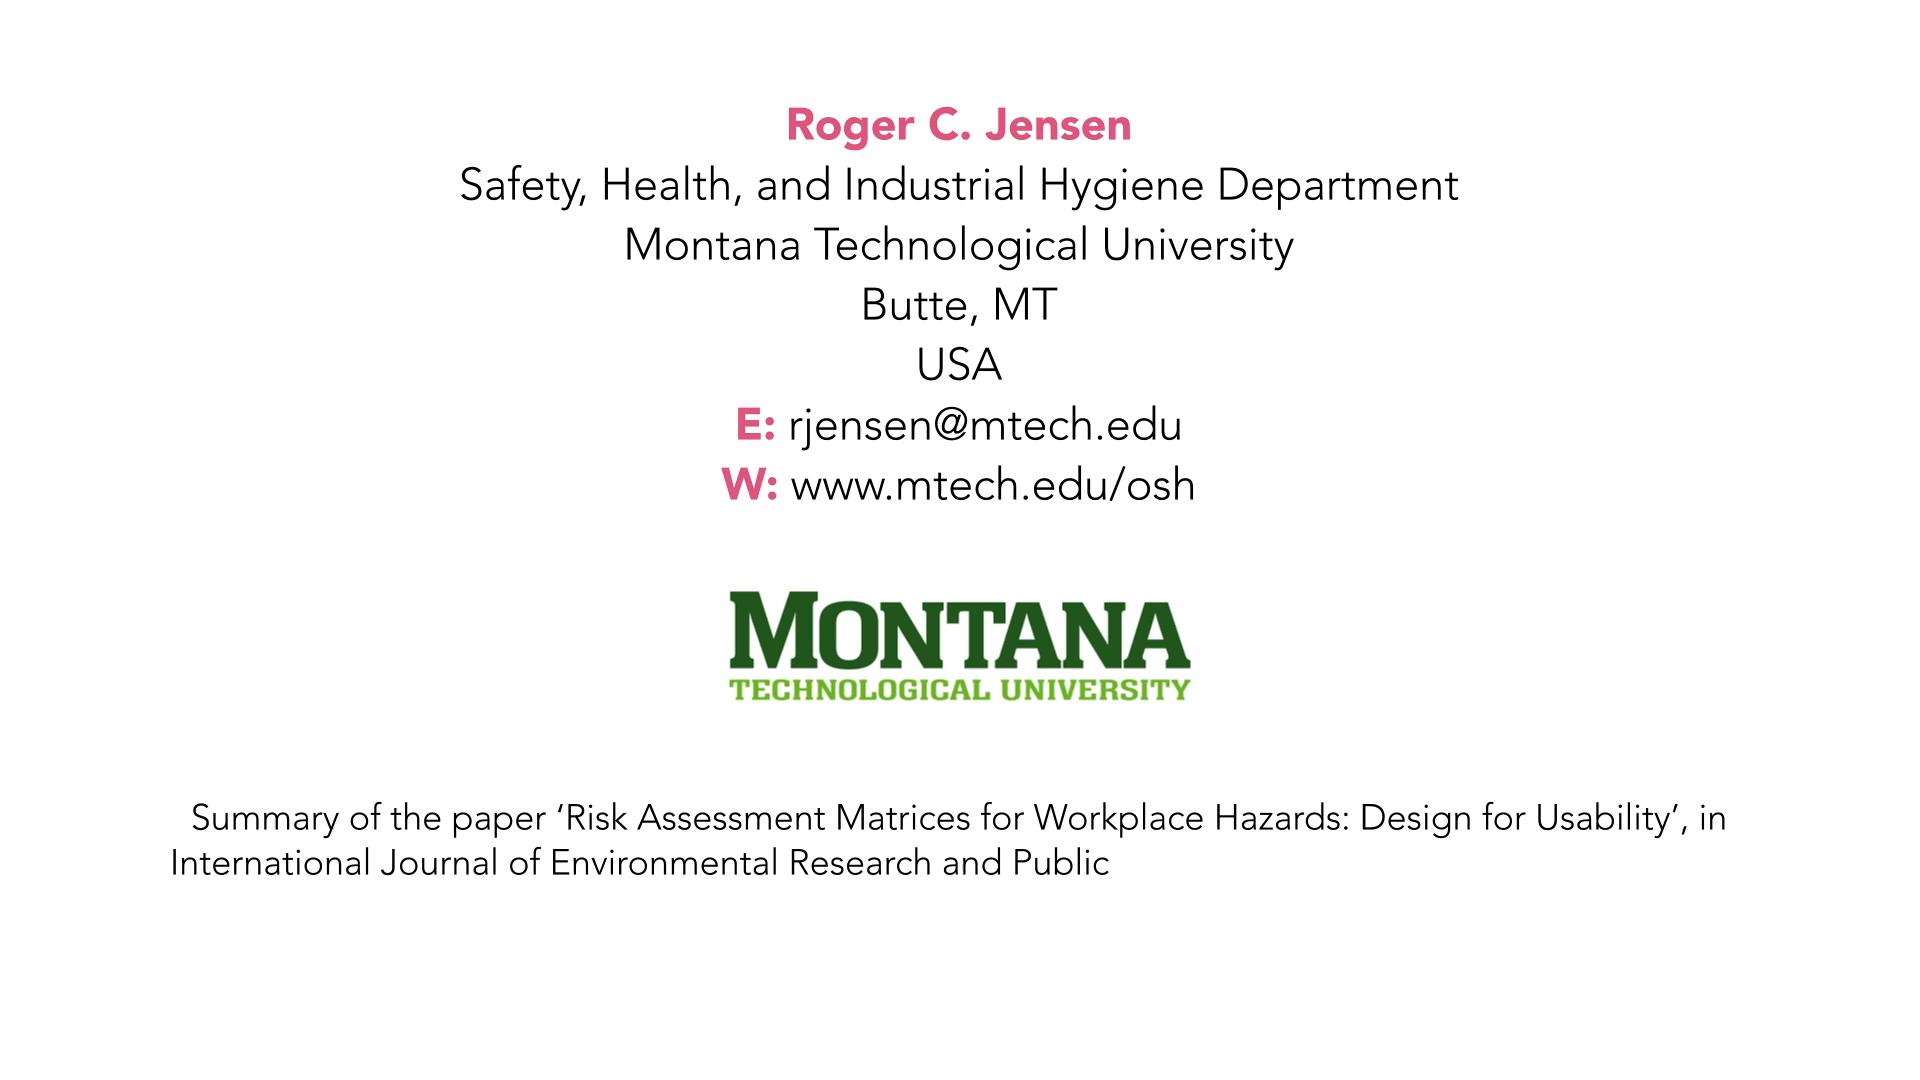 Roger C. Jensen
Safety, Health, and Industrial Hygiene Department
Montana Technological University
Butte, MT
USA
E: rjensen@mtech.edu
W: www.mtech.edu/osh
MONTANA
TECHNOLOGICAL UNIVERSITY
Summary of the paper ‘Risk Assessment Matrices for Workplace Hazards: Design for Usability’, in
International Journal of Environmental Research and Public